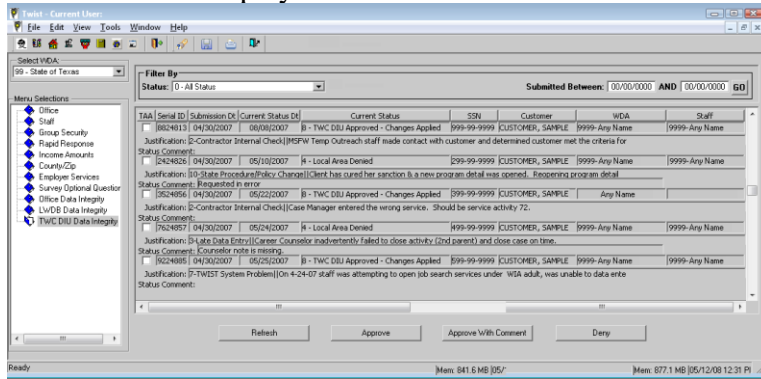 Twist - Current User:
File Edit View Tools Window Help
Select WDA:
99 - State of Texas
Menu Selections
Office
Staff
Group Security
Rapid Response
Income Amounts
County/Zip
Employer Services
Survey Optional Question
Office Data Integrity
LWDB Data Integrity
TWC DIU Data Integrity
Filter By
Status: 0 - All Status Submitted Between: 00/00/0000 AND 00/00/0000 GO
TAA Serial ID Submission Dt Current Status Dt Current Status SSN Customer WDA Staff
8824813 04/30/2007 08/08/2007 8 - TWC DIU Approved - Changes Applied 999-99-9999 CUSTOMER, SAMPLE 9999- Any Name 9999- Any Name
Justification: 2-Contractor Internal Check||MSFW Temp Outreach staff made contact with customer and determined customer met the criteria for
Status Comment:
2424826 04/30/2007 05/10/2007 4 - Local Area Denied 299-99-9999 CUSTOMER, SAMPLE 9999- Any Name 9999-Any Name
Justification: 10-State Procedure/Policy Change||Client has cured her sanction & a new program detail was opened. Reopening program detail
Status Comment: Requested in error
3524856 04/30/2007 05/22/2007 8 - TWC DIU Approved - Changes Applied 399-99-9999 CUSTOMER, SAMPLE Any Name
Justification: 2-Contractor Internal Check||Case Manager entered the wrong service. Should be service activity 72.
Status Comment:
7624857 04/30/2007 05/24/2007 4 - Local Area Denied 499-99-9999 CUSTOMER, SAMPLE 9999-Any Name 9999-Any Name
Justification: 3-Late Data Entry||Career Counselor inadvertently failed to close activity (2nd parent) and close case on time.
Status Comment: Counselor note is missing.
9224885 04/30/2007 05/25/2007 8 - TWC DIU Approved - Changes Applied 599-99-9999 CUSTOMER, SAMPLE 9999-Any Name 9999-Any Name
Justification: 7-TWIST System Problem||On 4-24-07 staff was attempting to open job search services under WIA adult, was unable to data ente
Status Comment:
Refresh Approve Approve With Comment Deny
Ready Mem: 841.6 MB 05/ Mem: 877.1 MB 05/12/08 12:31 PI